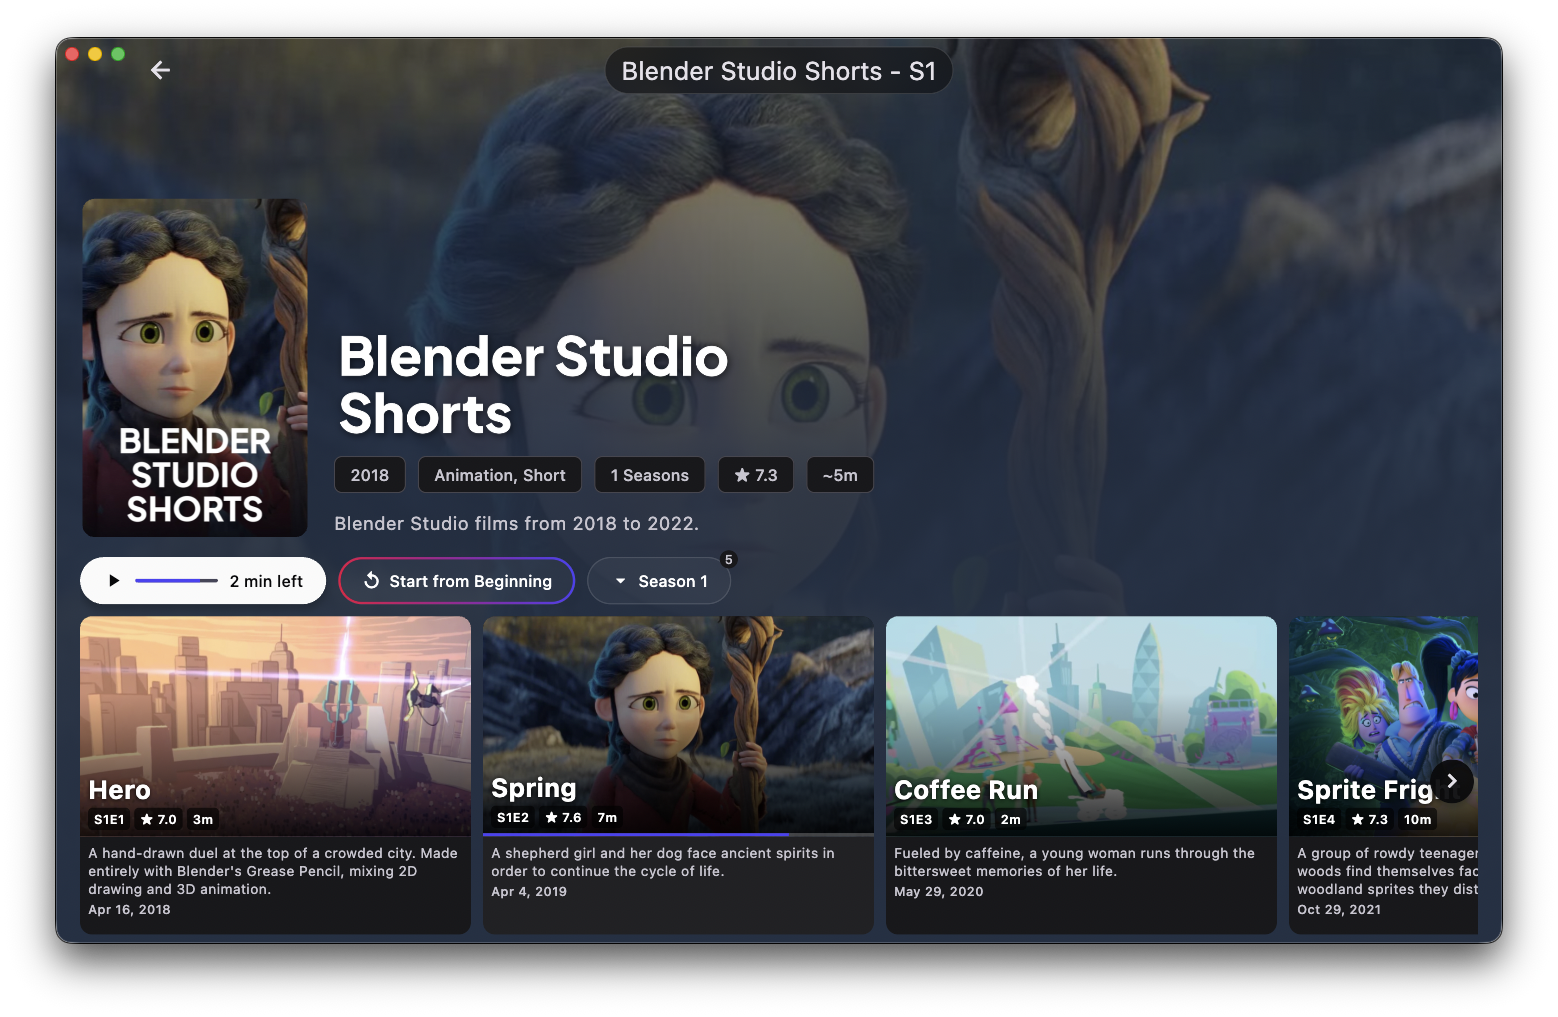 Blender Studio Shorts - S1
BLENDER
STUDIO
SHORTS
Blender Studio
Shorts
2018
Animation, Short
1 Seasons
★ 7.3
~5m
Blender Studio films from 2018 to 2022.
2 min left
Start from Beginning
Season 1
5
Hero
S1E1 ★ 7.0 3m
A hand-drawn duel at the top of a crowded city. Made
entirely with Blender's Grease Pencil, mixing 2D
drawing and 3D animation.
Apr 16, 2018
Spring
S1E2 ★ 7.6 7m
A shepherd girl and her dog face ancient spirits in
order to continue the cycle of life.
Apr 4, 2019
Coffee Run
S1E3 ★ 7.0 2m
Fueled by caffeine, a young woman runs through the
bittersweet memories of her life.
May 29, 2020
Sprite Frig
S1E4 ★ 7.3 10m
A group of rowdy teenager
woods find themselves fac
woodland sprites they dist
Oct 29, 2021